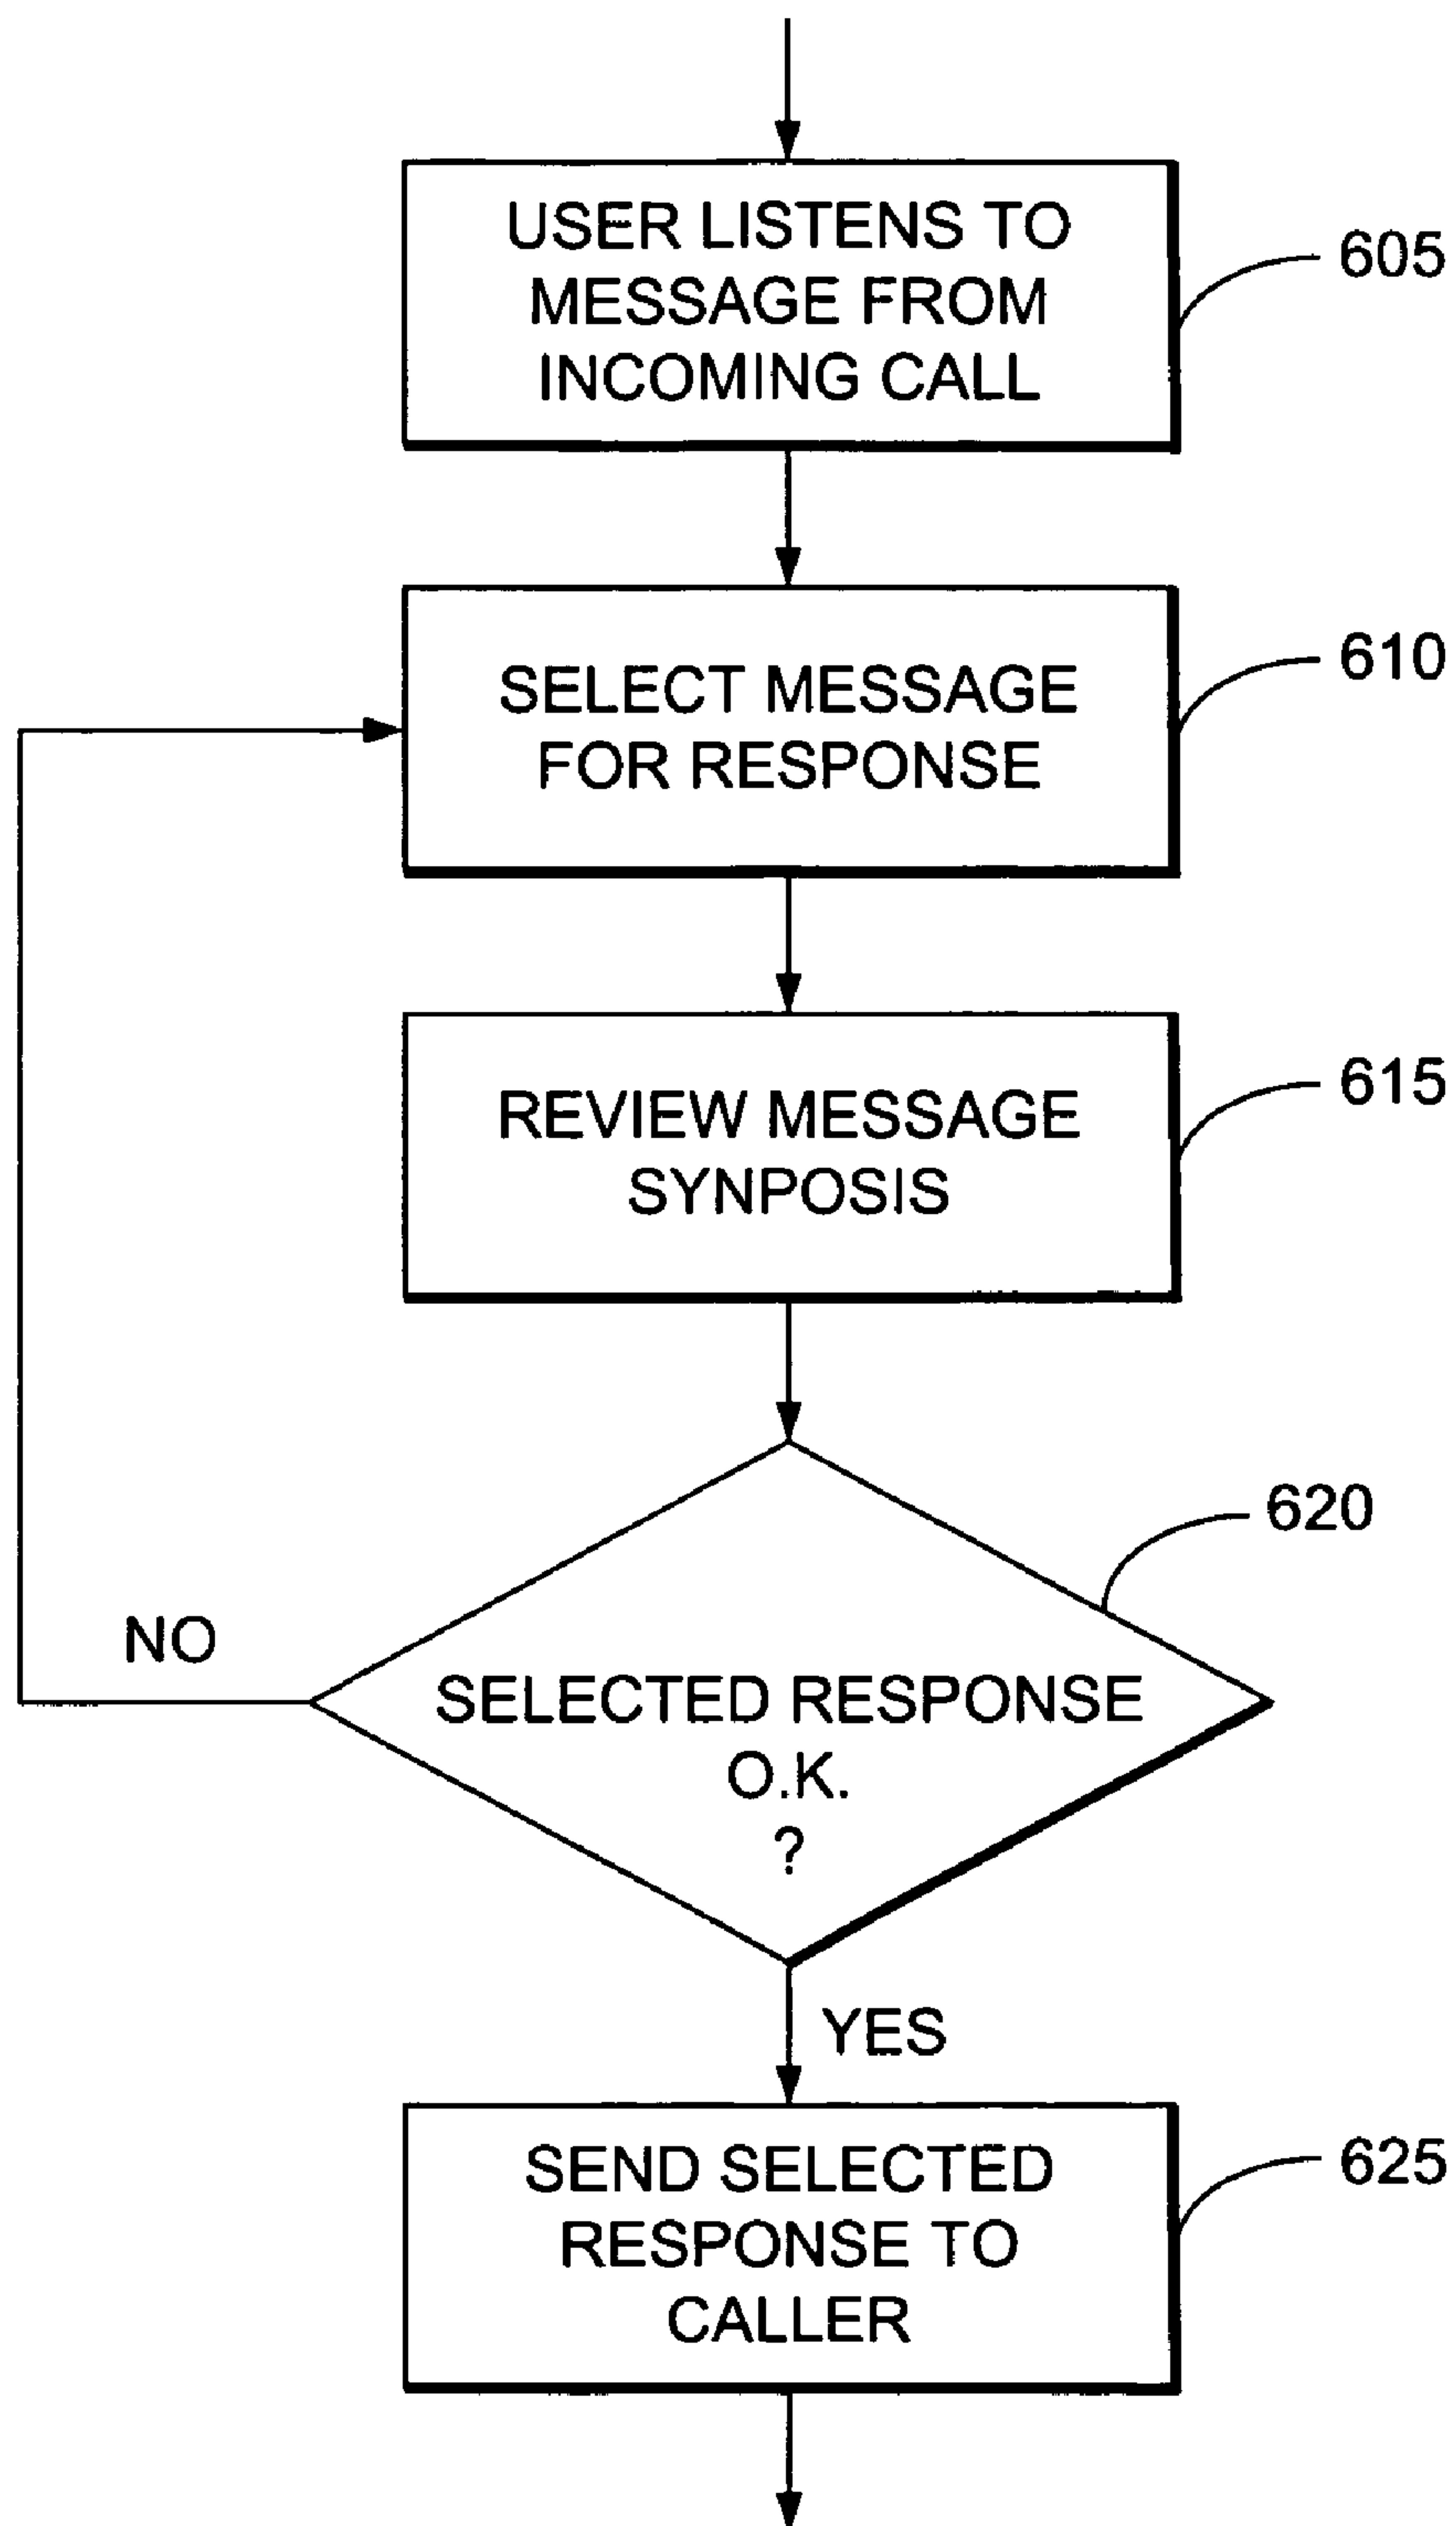 USER LISTENS TO
MESSAGE FROM
INCOMING CALL
605
SELECT MESSAGE
FOR RESPONSE
610
REVIEW MESSAGE
SYNPOSIS
615
620
NO
SELECTED RESPONSE
O.K.
?
YES
SEND SELECTED
RESPONSE TO
CALLER
625